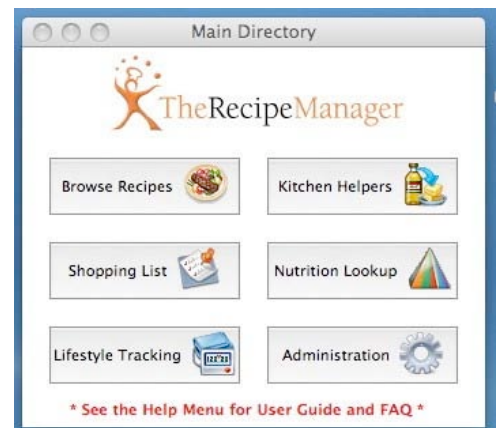 Main Directory
TheRecipeManager
Browse Recipes
Kitchen Helpers
Shopping List
Nutrition Lookup
Lifestyle Tracking
Administration
* See the Help Menu for User Guide and FAQ *